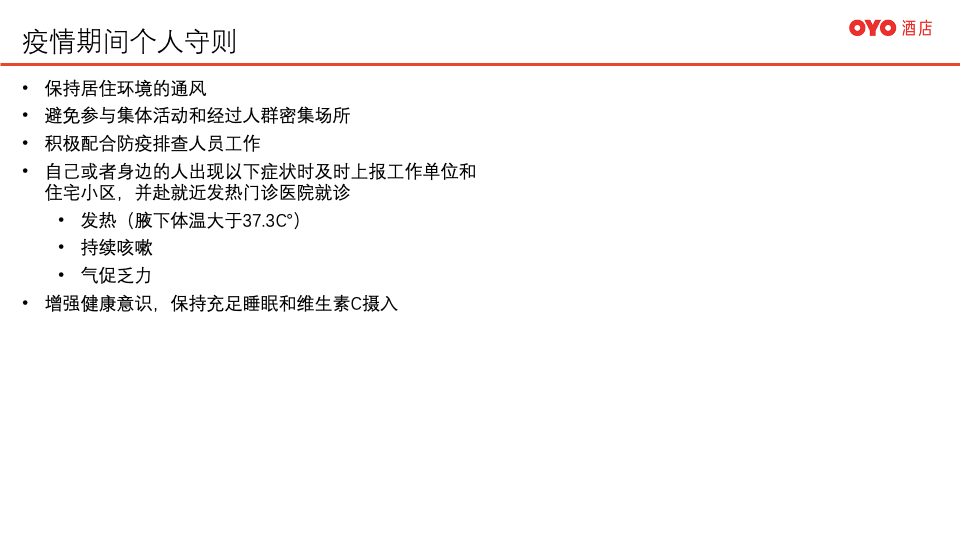 疫情期间个人守则
OYO 酒店
• 保持居住环境的通风
• 避免参与集体活动和经过人群密集场所
• 积极配合防疫排查人员工作
• 自己或者身边的人出现以下症状时及时上报工作单位和
住宅小区，并赴就近发热门诊医院就诊
• 发热（腋下体温大于37.3C°）
• 持续咳嗽
• 气促乏力
• 增强健康意识，保持充足睡眠和维生素C摄入